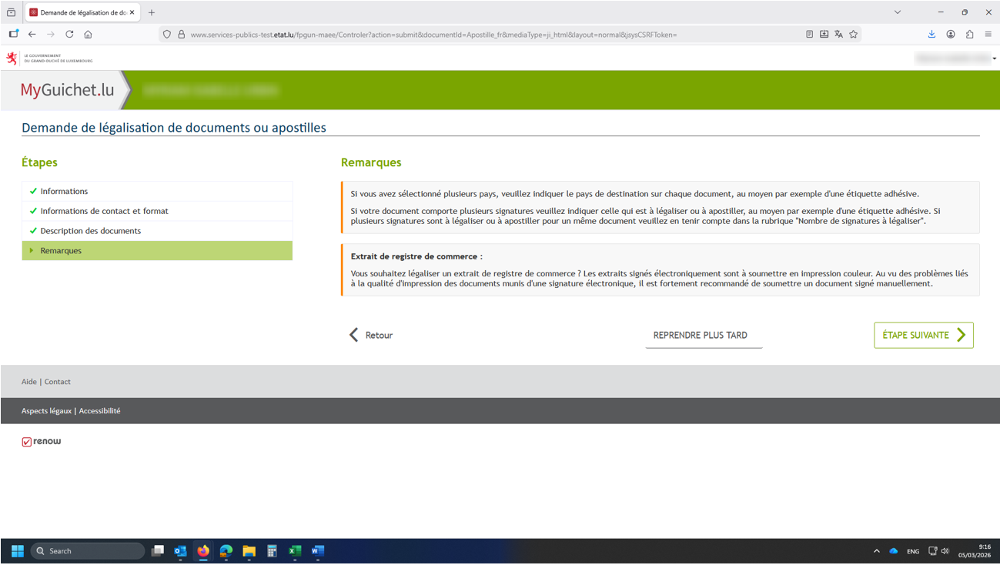 Demande de légalisation de do
www.services-publics-test.etat.lu/fpgun-maee/Controler?action=submit&documentId=Apostille_fr&mediaType=ji_html&layout=normal&jsysCSRFToken=
LE GOUVERNEMENT
DU GRAND-DUCHÉ DE LUXEMBOURG
MyGuichet.lu
Demande de légalisation de documents ou apostilles
Étapes
Informations
Informations de contact et format
Description des documents
Remarques
Remarques
Si vous avez sélectionné plusieurs pays, veuillez indiquer le pays de destination sur chaque document, au moyen par exemple d'une étiquette adhésive.
Si votre document comporte plusieurs signatures veuillez indiquer celle qui est à légaliser ou à apostiller, au moyen par exemple d'une étiquette adhésive. Si
plusieurs signatures sont à légaliser ou à apostiller pour un même document veuillez en tenir compte dans la rubrique "Nombre de signatures à légaliser".
Extrait de registre de commerce :
Vous souhaitez légaliser un extrait de registre de commerce ? Les extraits signés électroniquement sont à soumettre en impression couleur. Au vu des problèmes liés
à la qualité d'impression des documents munis d'une signature électronique, il est fortement recommandé de soumettre un document signé manuellement.
Retour
REPRENDRE PLUS TARD
ÉTAPE SUIVANTE
Aide | Contact
Aspects légaux | Accessibilité
renow
Search
ENG
9:16
05/03/2026